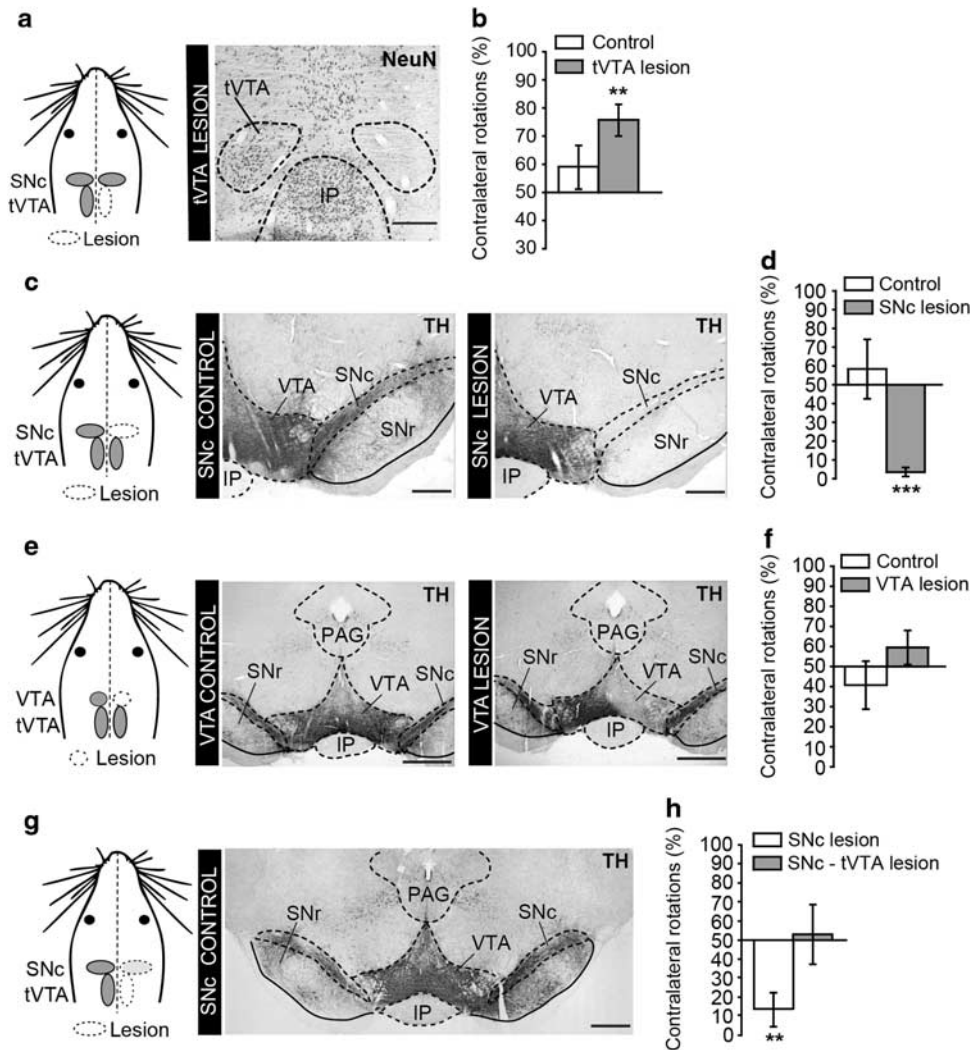 a
SNc
tVTA
Lesion
tVTA LESION
NeuN
tVTA
IP
b
Control
tVTA lesion
Contralateral rotations (%)
100
90
80
70
60
50
40
30
**
c
SNc
tVTA
Lesion
SNc CONTROL
TH
VTA
SNc
SNr
IP
SNc LESION
TH
VTA
SNc
SNr
IP
d
Control
SNc lesion
Contralateral rotations (%)
100
90
80
70
60
50
40
30
20
10
0
***
e
VTA
tVTA
Lesion
VTA CONTROL
TH
PAG
SNr
VTA
SNc
IP
VTA LESION
TH
PAG
SNr
VTA
SNc
IP
f
Control
VTA lesion
Contralateral rotations (%)
100
90
80
70
60
50
40
30
20
10
0
g
SNc
tVTA
Lesion
SNc CONTROL
TH
PAG
SNr
SNc
VTA
IP
h
SNc lesion
SNc - tVTA lesion
Contralateral rotations (%)
100
90
80
70
60
50
40
30
20
10
0
**